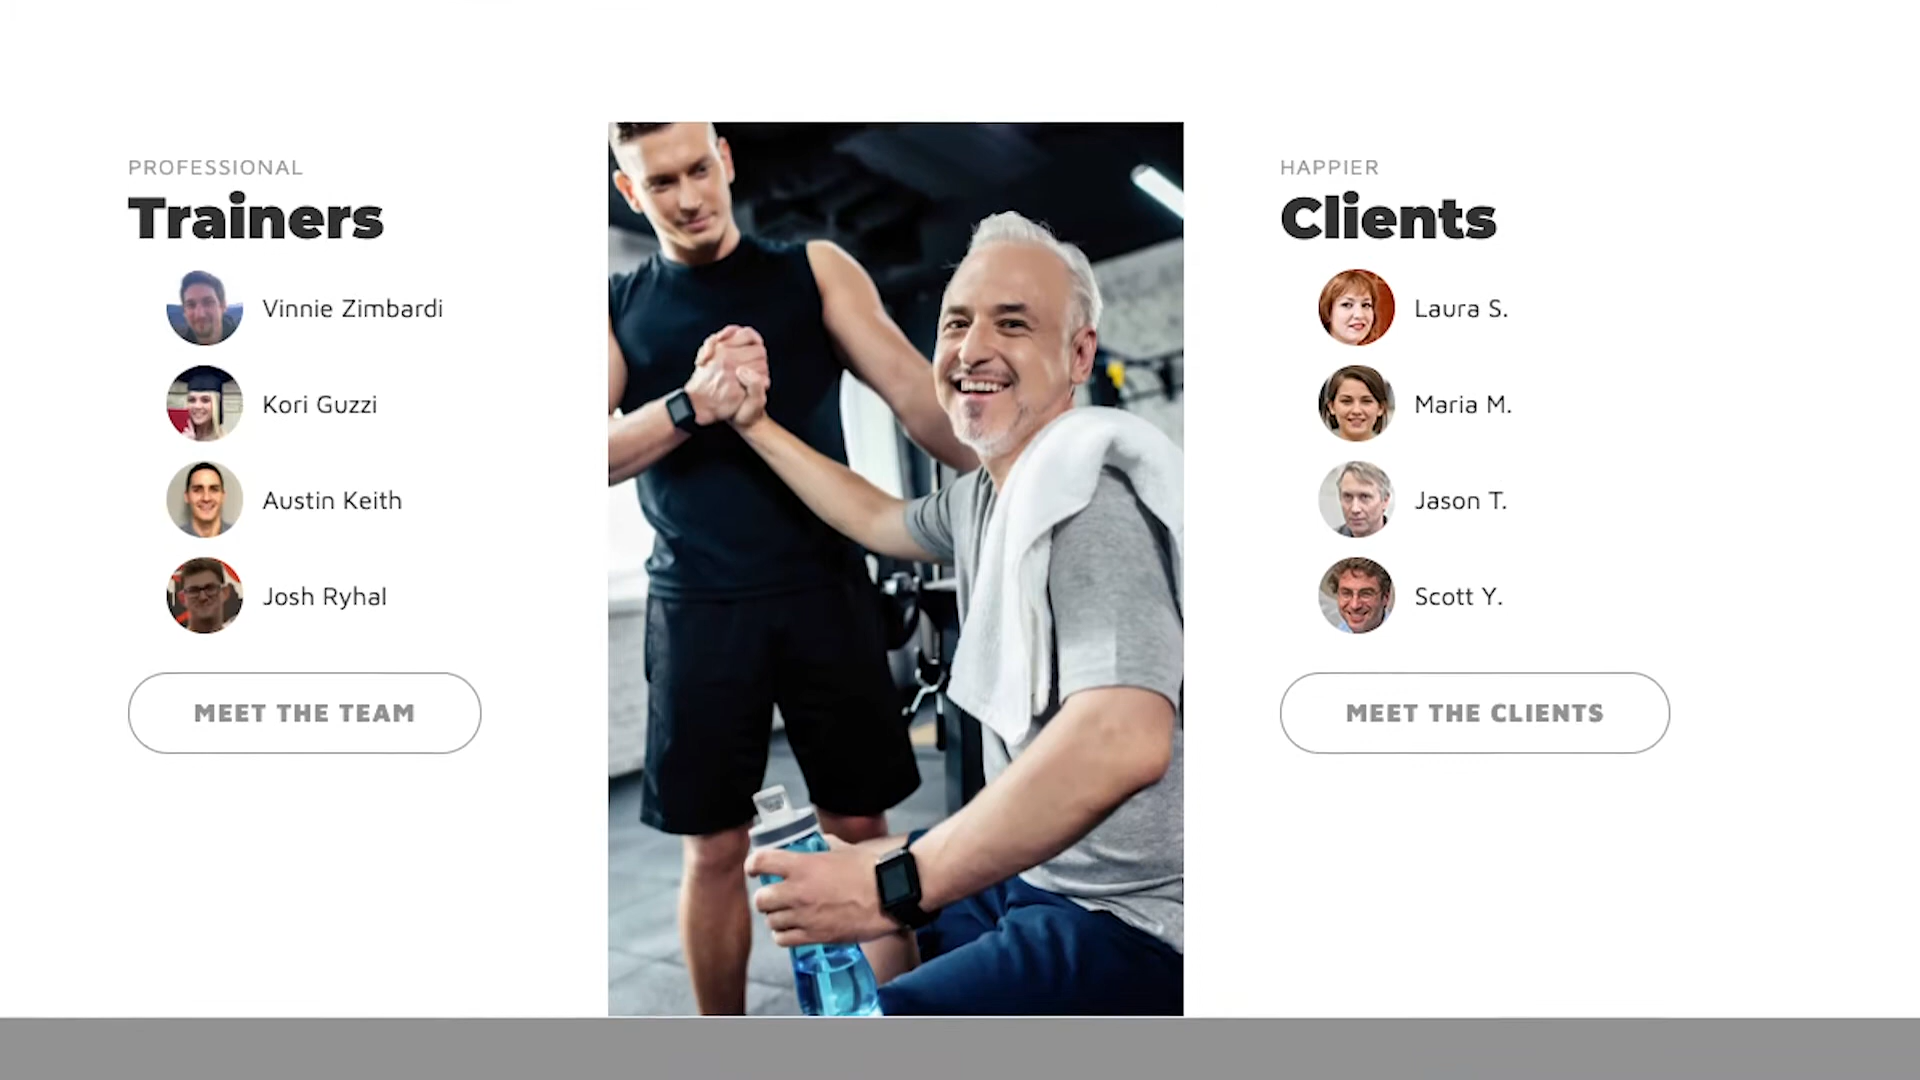 PROFESSIONAL
Trainers
Vinnie Zimbardi
Kori Guzzi
Austin Keith
Josh Ryhal
MEET THE TEAM
HAPPIER
Clients
Laura S.
Maria M.
Jason T.
Scott Y.
MEET THE CLIENTS